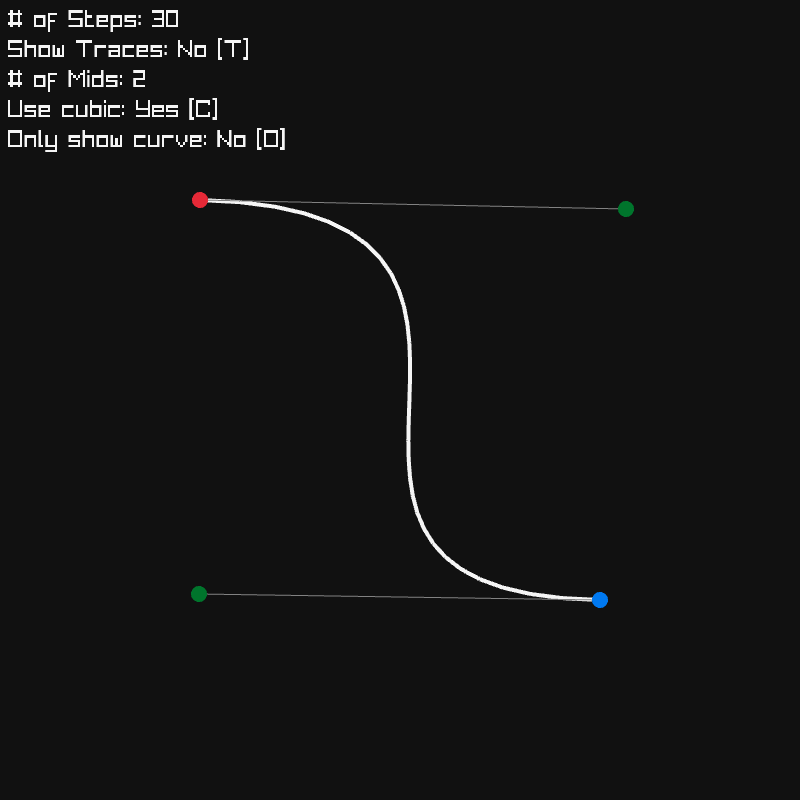 # of Steps: 30
Show Traces: No [T]
# of Mids: 2
Use cubic: Yes [C]
Only show curve: No [O]